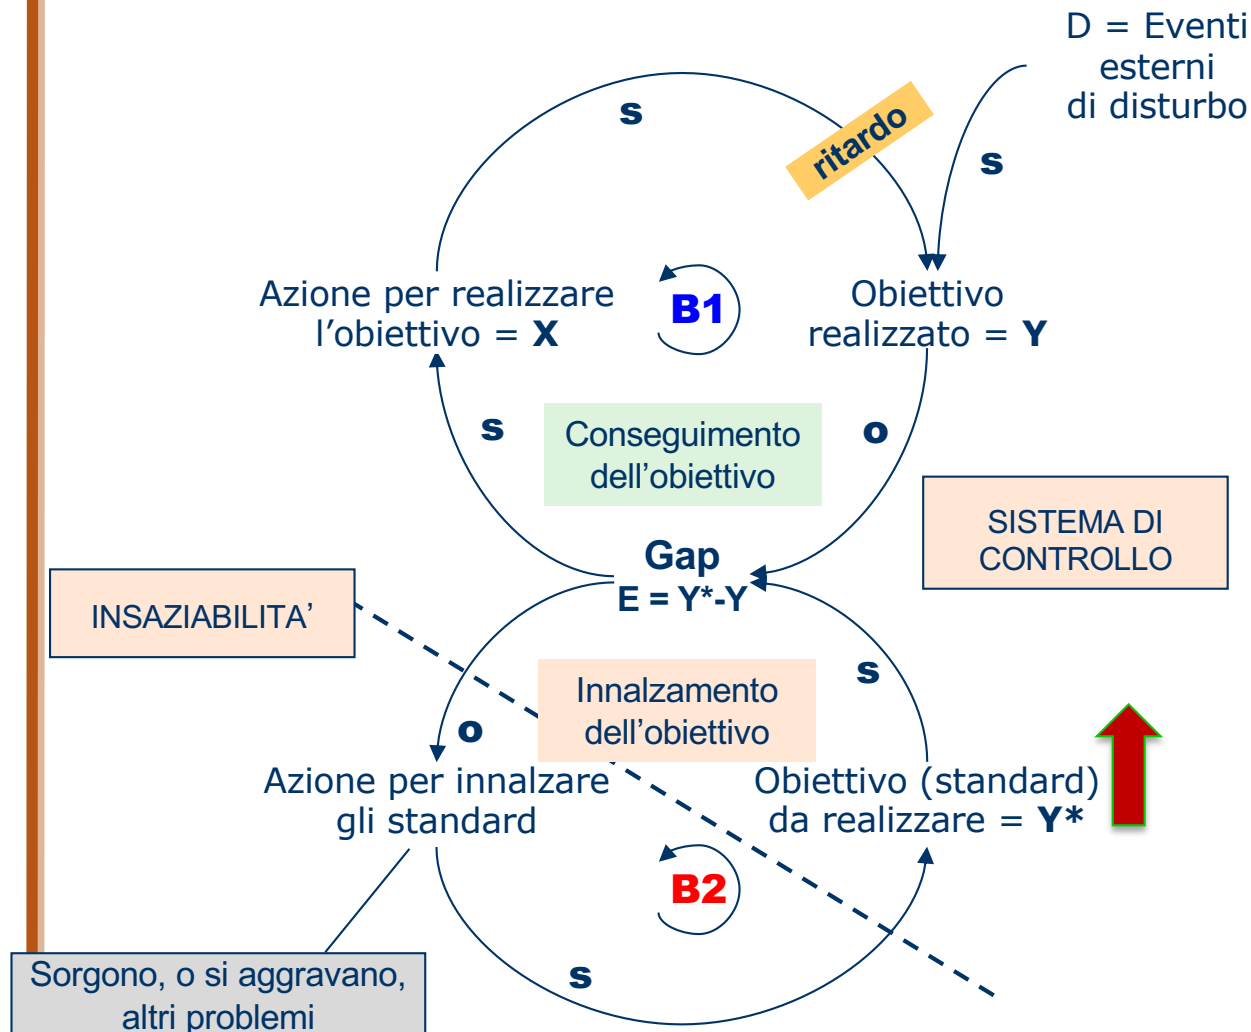 D = Eventi
esterni
di disturbo
s
ritardo
s
Azione per realizzare
l’obiettivo = X
B1
Obiettivo
realizzato = Y
s
Conseguimento
dell’obiettivo
o
SISTEMA DI
CONTROLLO
Gap
E = Y*-Y
INSAZIABILITA’
Innalzamento
dell’obiettivo
s
o
Azione per innalzare
gli standard
Obiettivo (standard)
da realizzare = Y*
B2
s
Sorgono, o si aggravano,
altri problemi